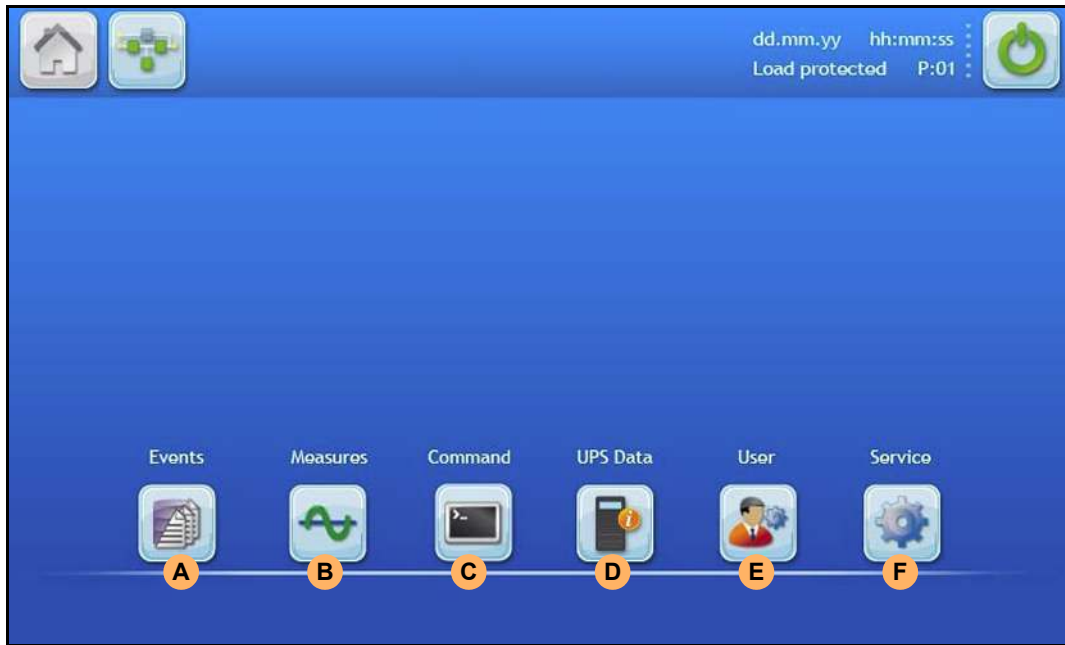 dd.mm.yy hh:mm:ss
Load protected P:01
Events Measures Command UPS Data User Service
>-
i
A B C D E F